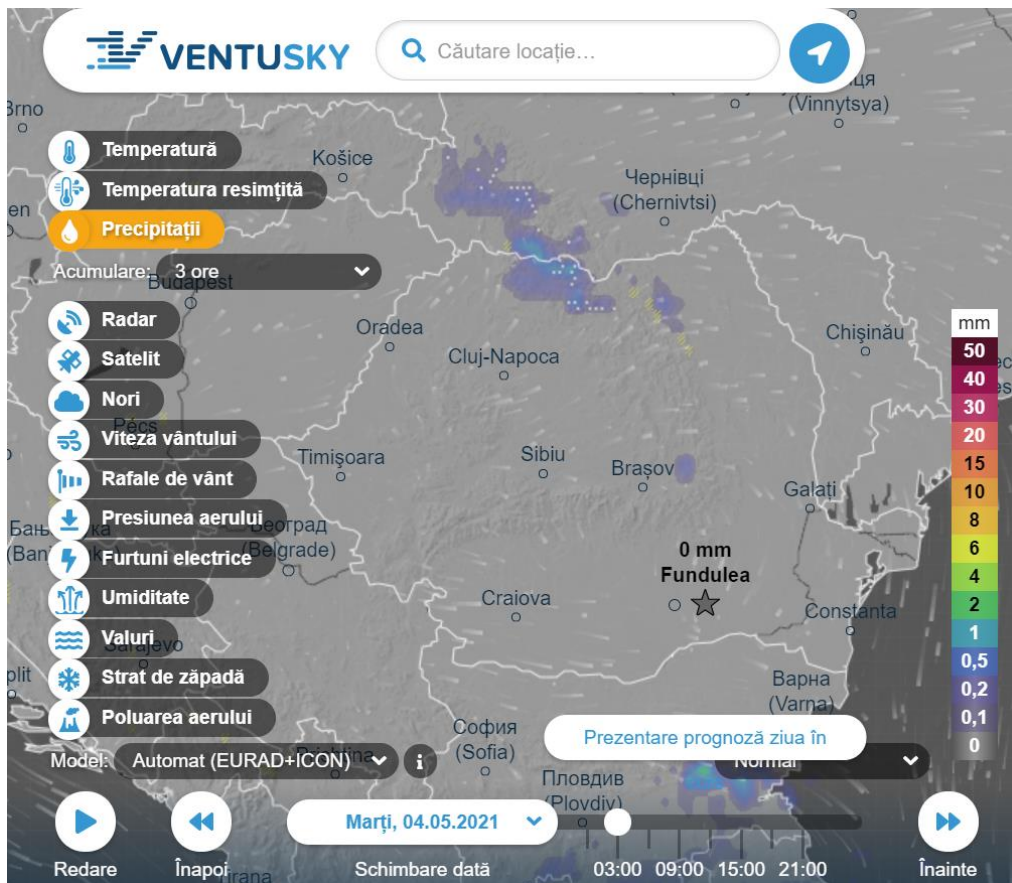 VENTUSKY
Căutare locație…
(Vinnytsya)
Brno
Temperatură
Košice
Temperatura resimțită
Чернівці
(Chernivtsi)
Precipitații
Acumulare: 3 ore
Budapest
Radar
Oradea
Chișinău
mm
Satelit
Cluj-Napoca
50
40
Nori
30
Pécs
20
Viteza vântului
Timișoara
Sibiu
Brașov
15
Rafale de vânt
Galați
10
Presiunea aerului
8
Београд
(Belgrade)
Furtuni electrice
0 mm
Fundulea
6
4
Umiditate
Craiova
Constanta
2
Valuri
Sarajevo
1
0,5
Strat de zăpadă
Варна
(Varna)
0,2
Poluarea aerului
0,1
София
(Sofia)
0
Prezentare prognoză ziua în
Model: Automat (EURAD+ICON)
i
Normal
Пловдив
(Plovdiv)
Marți, 04.05.2021
Redare
Înapoi
Schimbare dată
03:00 09:00 15:00 21:00
Înainte